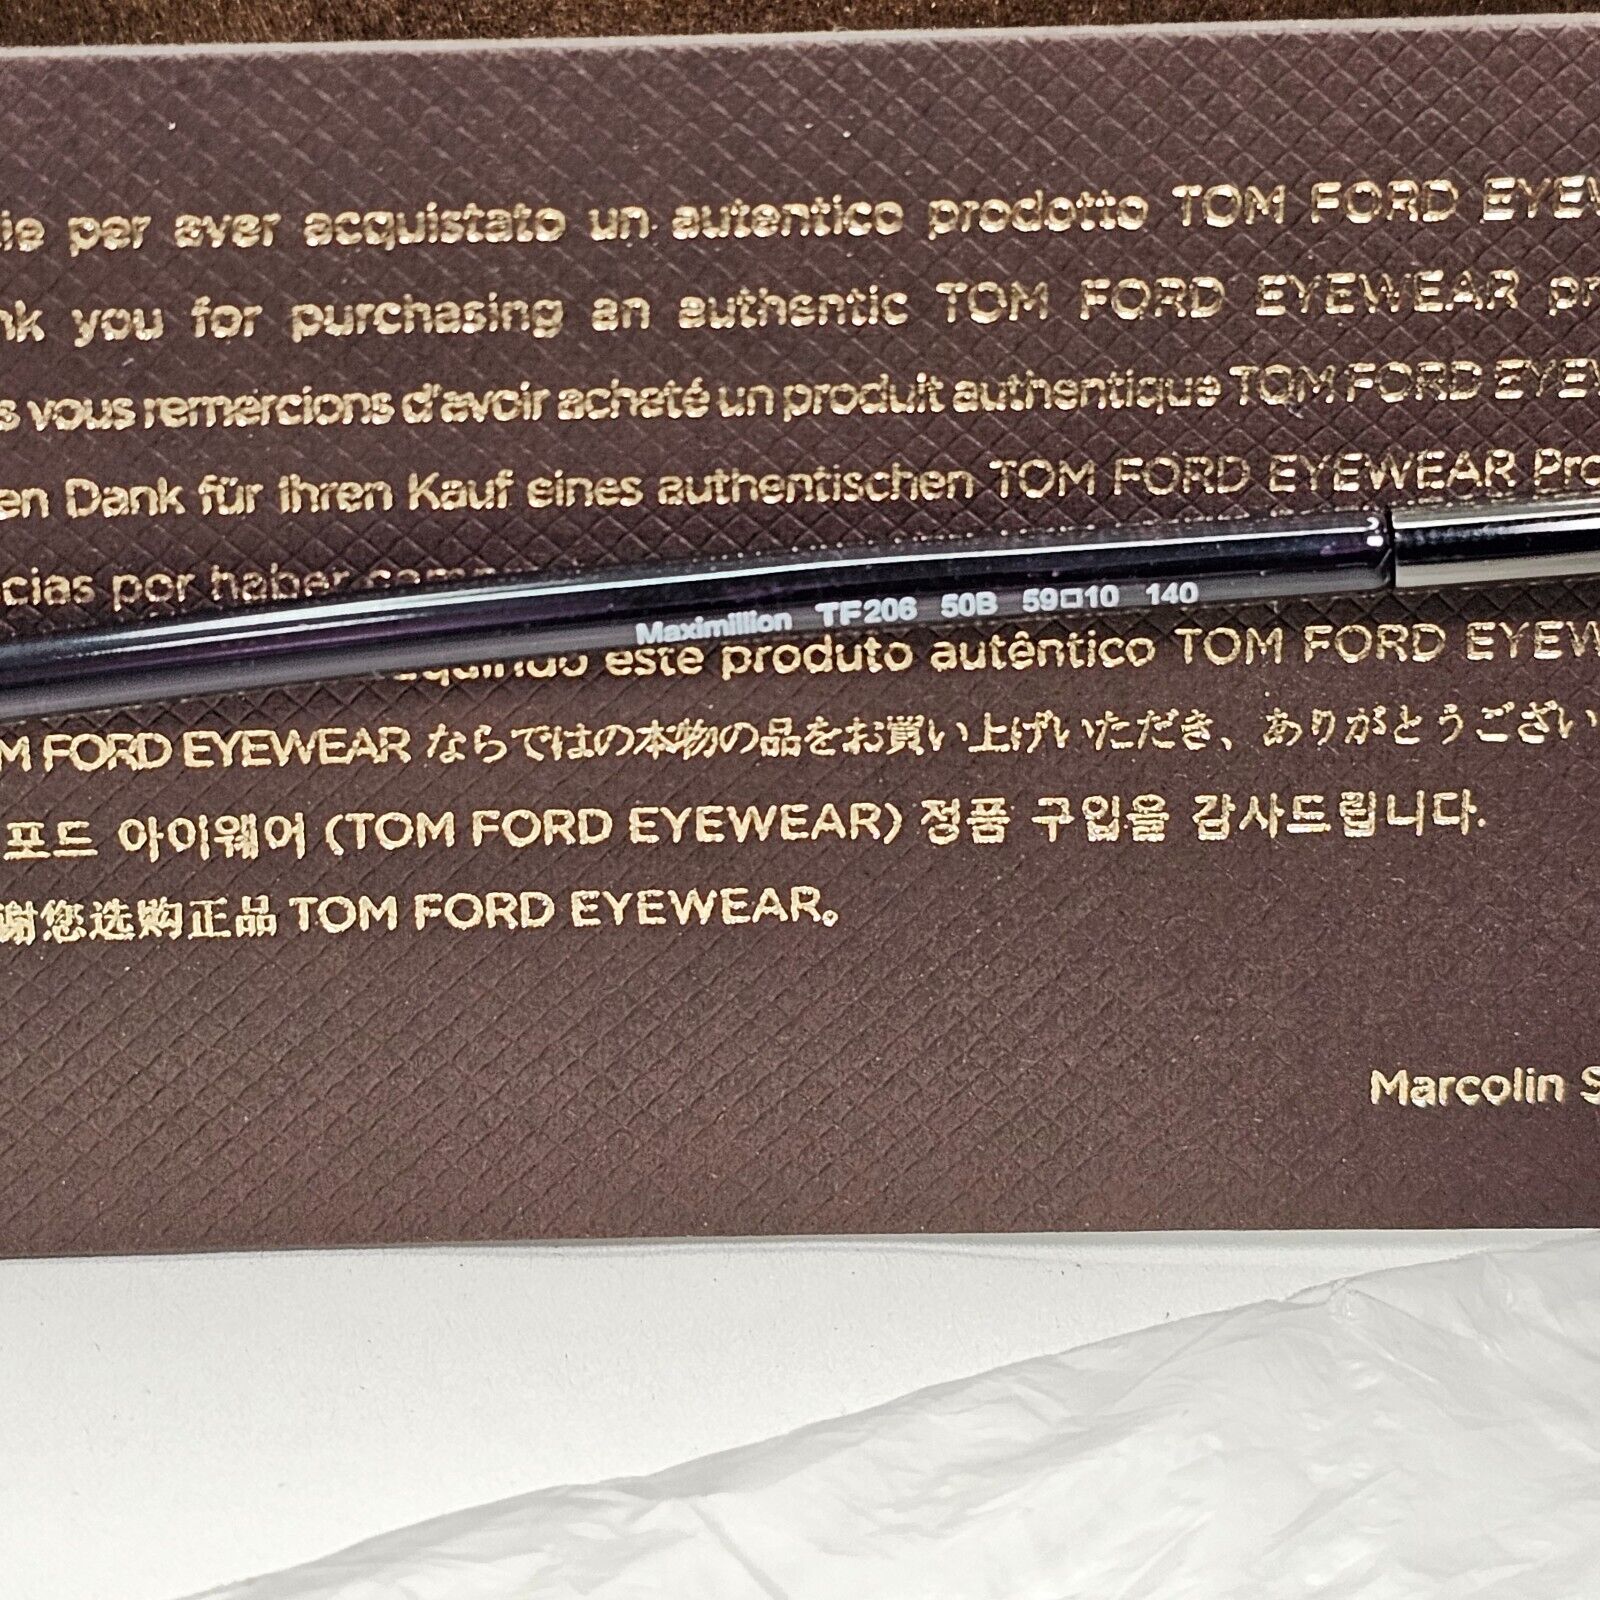 per aver acquistato un autentico prodotto TOM FORD
you for purchasing an authentic TOM FORD EYEWEAR
vous remercions d'avoir acheté un produit authentique TOM FORD
Dank für Ihren Kauf eines authentischen TOM FORD EYEWEAR
por haber
Maximillion TF206 50B 59□10 140
este produto autêntico TOM FORD
FORD EYEWEAR ならではの本物の品をお買い上げいただき、ありがとうござい
포드 아이웨어 (TOM FORD EYEWEAR) 정품 구입을 감사드립니다.
谢您选购正品 TOM FORD EYEWEAR。
Marcolin